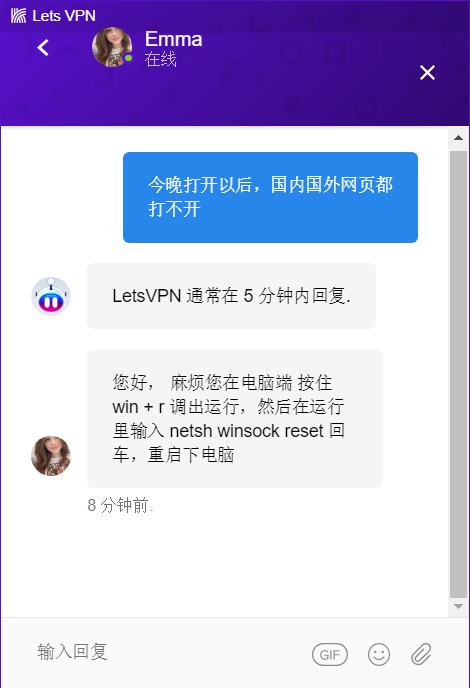 Lets VPN
Emma
在线
今晚打开以后，国内国外网页都
打不开
LetsVPN 通常在 5 分钟内回复.
您好， 麻烦您在电脑端 按住
win + r 调出运行，然后在运行
里输入 netsh winsock reset 回
车，重启下电脑
8 分钟前.
输入回复
GIF